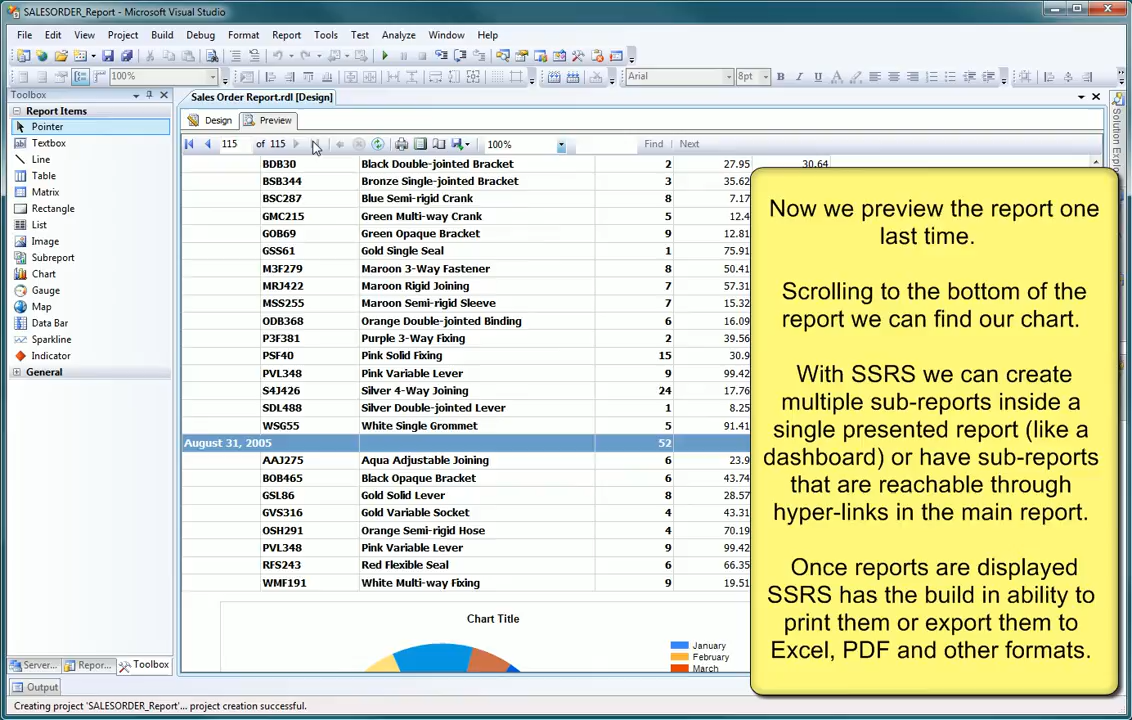 SALESORDER_Report - Microsoft Visual Studio
File Edit View Project Build Debug Format Report Tools Test Analyze Window Help
100% Arial 8pt B I U A
Toolbox
Report Items
Pointer
Textbox
Line
Table
Matrix
Rectangle
List
Image
Subreport
Chart
Gauge
Map
Data Bar
Sparkline
Indicator
General
Server... Repor... Toolbox
Output
Creating project 'SALESORDER_Report'... project creation successful.
Sales Order Report.rdl [Design]
Design Preview
115 of 115 100% Find Next
BDB30 Black Double-jointed Bracket 2 27.95 30.64
BSB344 Bronze Single-jointed Bracket 3 35.62
BSC287 Blue Semi-rigid Crank 8 7.17
GMC215 Green Multi-way Crank 5 12.4
GOB69 Green Opaque Bracket 9 12.81
GSS61 Gold Single Seal 1 75.91
M3F279 Maroon 3-Way Fastener 8 50.41
MRJ422 Maroon Rigid Joining 7 57.31
MSS255 Maroon Semi-rigid Sleeve 7 15.32
ODB368 Orange Double-jointed Binding 6 16.09
P3F381 Purple 3-Way Fixing 2 39.56
PSF40 Pink Solid Fixing 15 30.9
PVL348 Pink Variable Lever 9 99.42
S4J426 Silver 4-Way Joining 24 17.76
SDL488 Silver Double-jointed Lever 1 8.25
WSG55 White Single Grommet 5 91.41
August 31, 2005 52
AAJ275 Aqua Adjustable Joining 6 23.9
BOB465 Black Opaque Bracket 6 43.74
GSL86 Gold Solid Lever 8 28.57
GVS316 Gold Variable Socket 4 43.31
OSH291 Orange Semi-rigid Hose 4 70.19
PVL348 Pink Variable Lever 9 99.42
RFS243 Red Flexible Seal 6 66.35
WMF191 White Multi-way Fixing 9 19.51
Chart Title
January
February
March
Now we preview the report one
last time.
Scrolling to the bottom of the
report we can find our chart.
With SSRS we can create
multiple sub-reports inside a
single presented report (like a
dashboard) or have sub-reports
that are reachable through
hyper-links in the main report.
Once reports are displayed
SSRS has the build in ability to
print them or export them to
Excel, PDF and other formats.